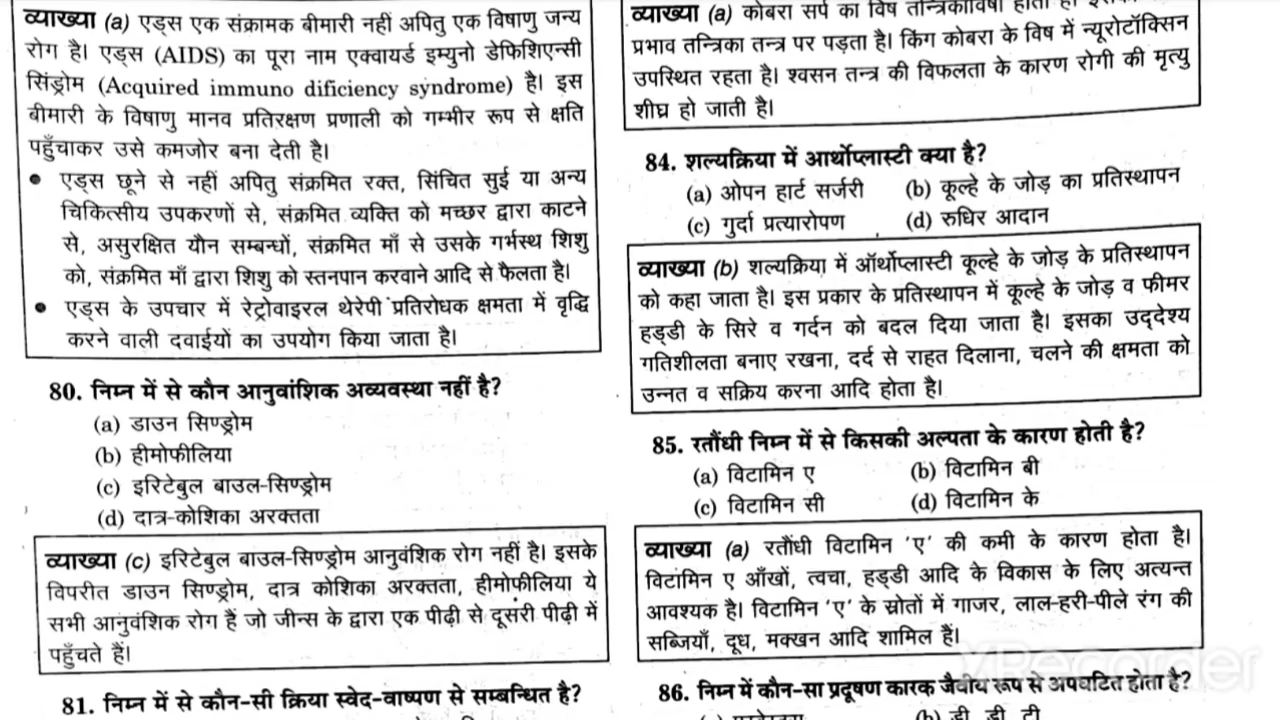 व्याख्या (a) एड्स एक संक्रामक बीमारी नहीं अपितु एक विषाणु जन्य
रोग है। एड्स (AIDS) का पूरा नाम एक्वायर्ड इम्युनो डेफिशिएन्सी
सिंड्रोम (Acquired immuno dificiency syndrome) है। इस
बीमारी के विषाणु मानव प्रतिरक्षण प्रणाली को गम्भीर रूप से क्षति
पहुँचाकर उसे कमजोर बना देती है।
• एड्स छूने से नहीं अपितु संक्रमित रक्त, सिंचित सुई या अन्य
चिकित्सीय उपकरणों से, संक्रमित व्यक्ति को मच्छर द्वारा काटने
से, असुरक्षित यौन सम्बन्धों, संक्रमित माँ से उसके गर्भस्थ शिशु
को, संक्रमित माँ द्वारा शिशु को स्तनपान करवाने आदि से फैलता है।
• एड्स के उपचार में रेट्रोवाइरल थेरेपी प्रतिरोधक क्षमता में वृद्धि
करने वाली दवाईयों का उपयोग किया जाता है।
80. निम्न में से कौन आनुवांशिक अव्यवस्था नहीं है?
(a) डाउन सिण्ड्रोम
(b) हीमोफीलिया
(c) इरिटेबुल बाउल-सिण्ड्रोम
(d) दात्र-कोशिका अरक्तता
व्याख्या (c) इरिटेबुल बाउल-सिण्ड्रोम आनुवंशिक रोग नहीं है। इसके
विपरीत डाउन सिण्ड्रोम, दात्र कोशिका अरक्तता, हीमोफीलिया ये
सभी आनुवंशिक रोग हैं जो जीन्स के द्वारा एक पीढ़ी से दूसरी पीढ़ी में
पहुँचते हैं।
81. निम्न में से कौन-सी क्रिया स्वेद-वाष्पण से सम्बन्धित है?
व्याख्या (a) कोबरा सर्प का विष तन्त्रिकाविषी होता है।
प्रभाव तन्त्रिका तन्त्र पर पड़ता है। किंग कोबरा के विष में न्यूरोटॉक्सिन
उपस्थित रहता है। श्वसन तन्त्र की विफलता के कारण रोगी की मृत्यु
शीघ्र हो जाती है।
84. शल्यक्रिया में आर्थोप्लास्टी क्या है?
(a) ओपन हार्ट सर्जरी (b) कूल्हे के जोड़ का प्रतिस्थापन
(c) गुर्दा प्रत्यारोपण (d) रुधिर आदान
व्याख्या (b) शल्यक्रिया में ऑर्थोप्लास्टी कूल्हे के जोड़ के प्रतिस्थापन
को कहा जाता है। इस प्रकार के प्रतिस्थापन में कूल्हे के जोड़ व फीमर
हड्डी के सिरे व गर्दन को बदल दिया जाता है। इसका उद्देश्य
गतिशीलता बनाए रखना, दर्द से राहत दिलाना, चलने की क्षमता को
उन्नत व सक्रिय करना आदि होता है।
85. रतौंधी निम्न में से किसकी अल्पता के कारण होती है?
(a) विटामिन ए (b) विटामिन बी
(c) विटामिन सी (d) विटामिन के
व्याख्या (a) रतौंधी विटामिन 'ए' की कमी के कारण होता है।
विटामिन ए आँखों, त्वचा, हड्डी आदि के विकास के लिए अत्यन्त
आवश्यक है। विटामिन 'ए' के स्रोतों में गाजर, लाल-हरी-पीले रंग की
सब्जियाँ, दूध, मक्खन आदि शामिल हैं।
XRecorder
86. निम्न में कौन-सा प्रदूषण कारक जैवीय रूप से अपघटित होता है?
(b) डी डी टी